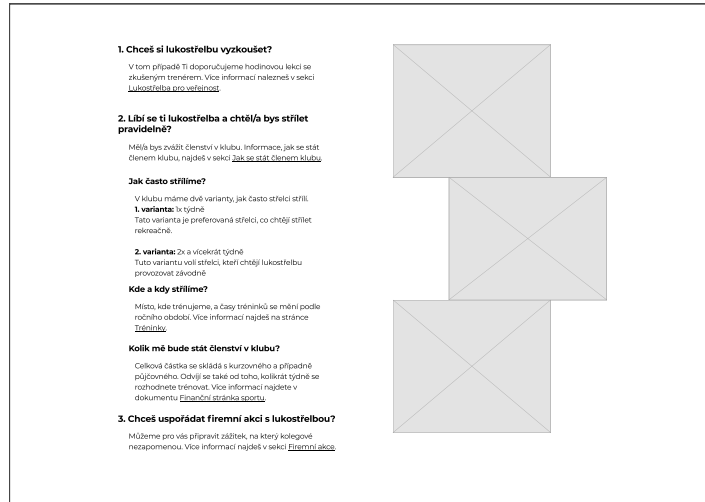 1. Chceš si lukostřelbu vyzkoušet?
V tom případě Ti doporučujeme hodinovou lekci se
zkušeným trenérem. Více informací nalezneš v sekci
Lukostřelba pro veřejnost.
2. Líbí se ti lukostřelba a chtěl/a bys střílet
pravidelně?
Měl/a bys zvážit členství v klubu. Informace, jak se stát
členem klubu, najdeš v sekci Jak se stát členem klubu.
Jak často střílíme?
V klubu máme dvě varianty, jak často střelci střílí.
1. varianta: 1x týdně
Tato varianta je preferovaná střelci, co chtějí střílet
rekreačně.
2. varianta: 2x a vícekrát týdně
Tuto variantu volí střelci, kteří chtějí lukostřelbu
provozovat závodně
Kde a kdy střílíme?
Místo, kde trénujeme, a časy tréninků se mění podle
ročního období. Více informací najdeš na stránce
Tréninky.
Kolik mě bude stát členství v klubu?
Celková částka se skládá s kurzovného a případně
půjčovného. Odvíjí se také od toho, kolikrát týdně se
rozhodnete trénovat. Více informací najdete v
dokumentu Finanční stránka sportu.
3. Chceš uspořádat firemní akci s lukostřelbou?
Můžeme pro vás připravit zážitek, na který kolegové
nezapomenou. Více informací najdeš v sekci Firemní akce.